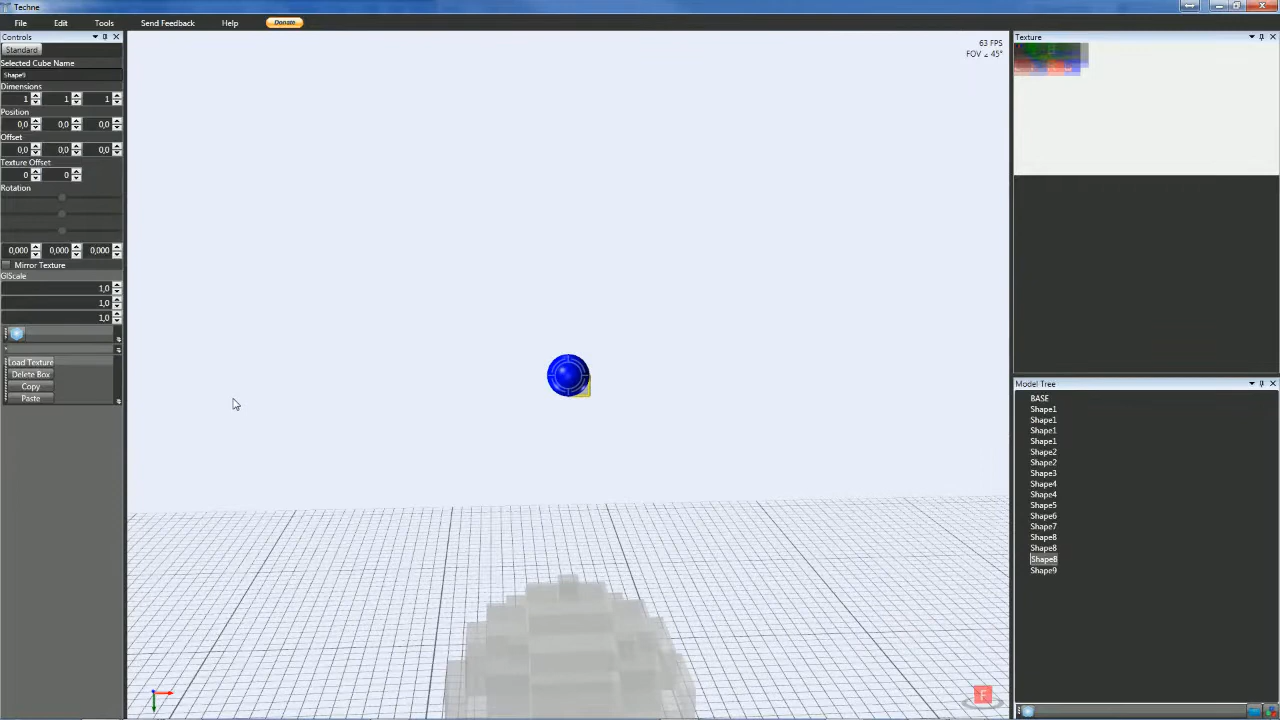 Techne
File Edit Tools Send Feedback Help Donate
Controls
Standard
Selected Cube Name
Shape9
Dimensions
1 1 1
Position
0,0 0,0 0,0
Offset
0,0 0,0 0,0
Texture Offset
0 0
Rotation
0,000 0,000 0,000
Mirror Texture
GlScale
1,0
1,0
1,0
Load Texture
Delete Box
Copy
Paste
63 FPS
FOV ∠ 45°
F
Texture
Model Tree
BASE
Shape1
Shape1
Shape1
Shape1
Shape2
Shape2
Shape3
Shape4
Shape4
Shape5
Shape6
Shape7
Shape8
Shape8
Shape8
Shape9